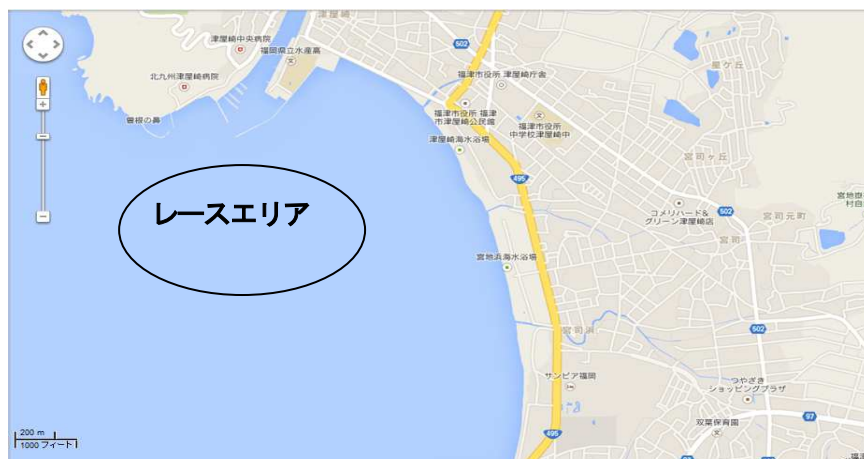 津屋崎
津屋崎中央病院
福岡県立水産高
北九州津屋崎病院
曽根の鼻
502
福津市役所 津屋崎庁舎
福津市役所 福津
市津屋崎公民館
福津市役所
中学校津屋崎中
津屋崎海水浴場
星ケ丘
宮司ケ丘
495
レースエリア
コメリハード&
グリーン津屋崎店
502
宮司元町
宮司
宮地浜海水浴場
宮司浜
502
サンピア福岡
つやざき
ショッピングプラザ
97
双葉保育園
495
200 m
1000 フィート